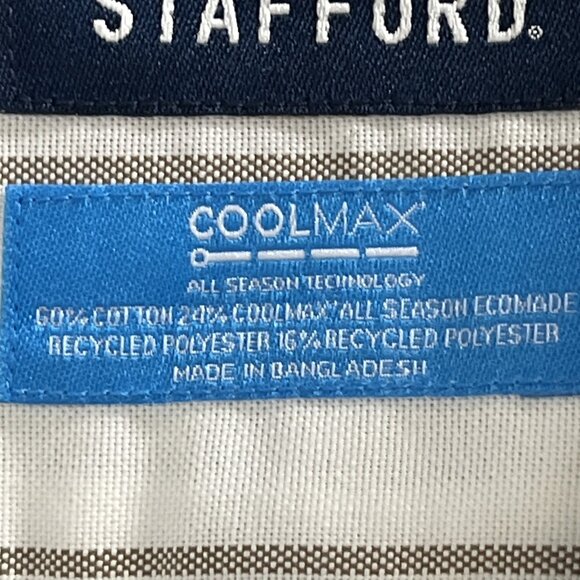 STAFFORD®
COOLMAX®
ALL SEASON TECHNOLOGY
60% COTTON 24% COOLMAX® ALL SEASON ECOMADE
RECYCLED POLYESTER 16% RECYCLED POLYESTER
MADE IN BANGLADESH